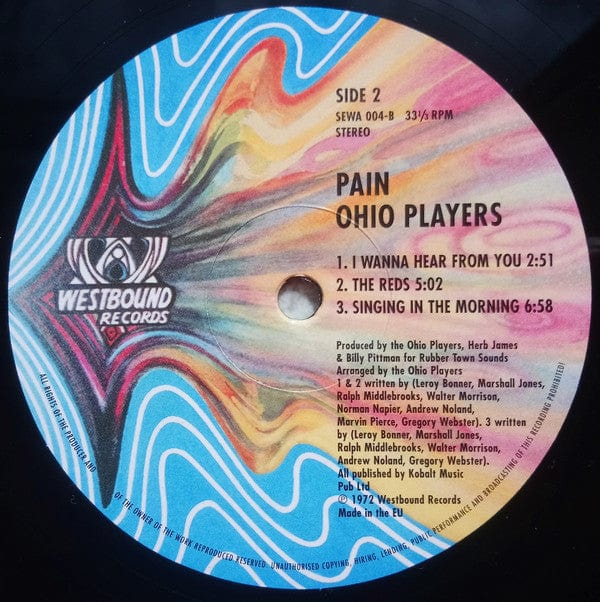 SIDE 2
SEWA 004-B 33⅓ RPM
STEREO
PAIN
OHIO PLAYERS
1. I WANNA HEAR FROM YOU 2:51
2. THE REDS 5:02
3. SINGING IN THE MORNING 6:58
WESTBOUND
RECORDS
Produced by the Ohio Players, Herb James
& Billy Pittman for Rubber Town Sounds
Arranged by the Ohio Players
1 & 2 written by (Leroy Bonner, Marshall Jones,
Ralph Middlebrooks, Walter Morrison,
Norman Napier, Andrew Noland,
Marvin Pierce, Gregory Webster). 3 written
by (Leroy Bonner, Marshall Jones,
Ralph Middlebrooks, Walter Morrison,
Andrew Noland, Gregory Webster).
All published by Kobalt Music
Pub Ltd
℗ 1972 Westbound Records
Made in the EU
ALL RIGHTS OF THE PRODUCER AND OF THE OWNER OF THE WORK REPRODUCED RESERVED. UNAUTHORISED COPYING, HIRING, LENDING, PUBLIC PERFORMANCE AND BROADCASTING OF THIS RECORDING PROHIBITED)